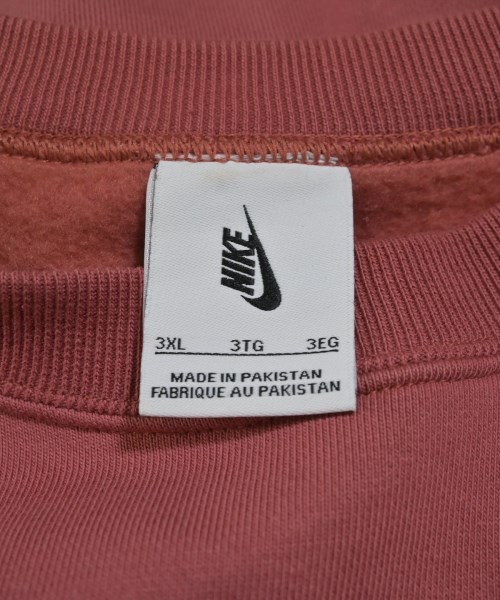 NIKE
3XL 3TG 3EG
MADE IN PAKISTAN
FABRIQUE AU PAKISTAN